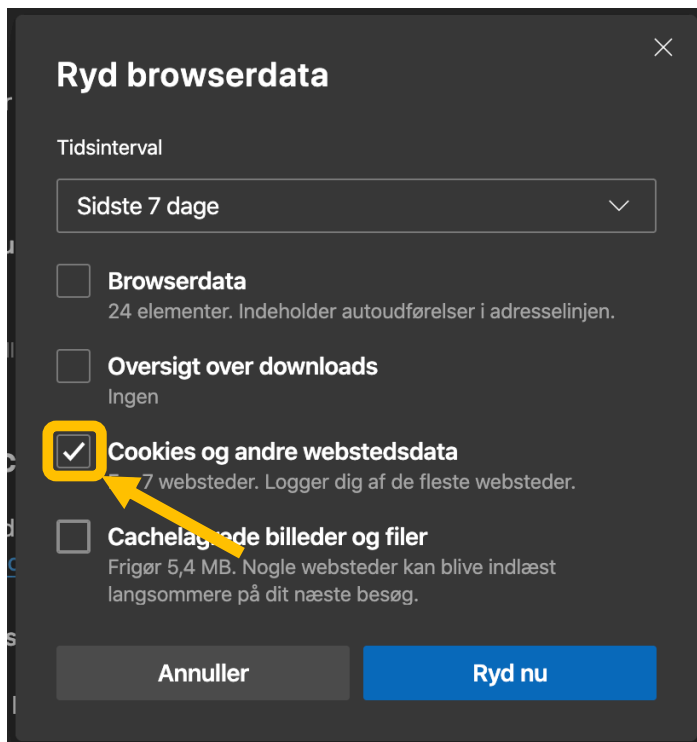 Ryd browserdata
Tidsinterval
Sidste 7 dage
Browserdata
24 elementer. Indeholder autoudførelser i adresselinjen.
Oversigt over downloads
Ingen
Cookies og andre webstedsdata
7 websteder. Logger dig af de fleste websteder.
Cachelagrede billeder og filer
Frigør 5,4 MB. Nogle websteder kan blive indlæst
langsommere på dit næste besøg.
Annuller
Ryd nu